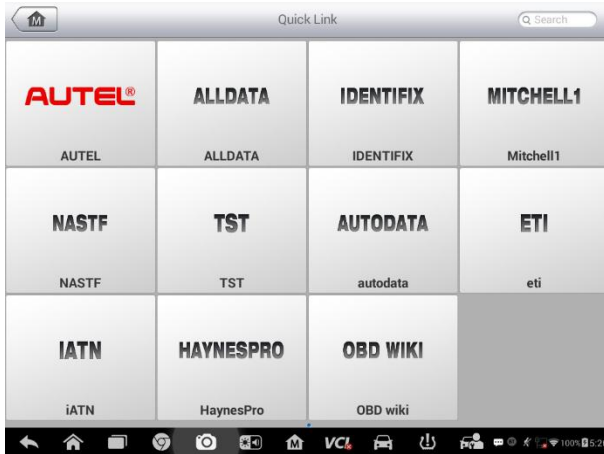 Quick Link
Search
AUTEL®
AUTEL
ALLDATA
ALLDATA
IDENTIFIX
IDENTIFIX
MITCHELL1
Mitchell1
NASTF
NASTF
TST
TST
AUTODATA
autodata
ETI
eti
IATN
iATN
HAYNESPRO
HaynesPro
OBD WIKI
OBD wiki
M
VCI
100%